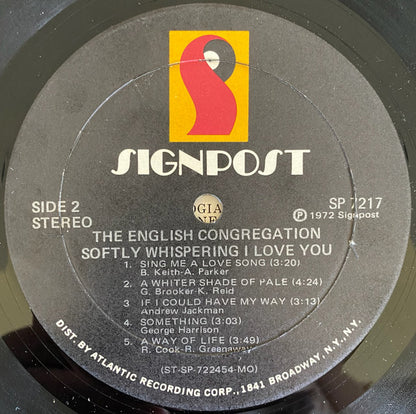 SIGNPOST
SIDE 2
STEREO
SP 7217
Ⓟ 1972 Signpost
THE ENGLISH CONGREGATION
SOFTLY WHISPERING I LOVE YOU
1. SING ME A LOVE SONG (3:20)
B. Keith-A. Parker
2. A WHITER SHADE OF PALE (4:24)
G. Brooker-K. Reid
3. IF I COULD HAVE MY WAY (3:13)
Andrew Jackman
4. SOMETHING (3:03)
George Harrison
5. A WAY OF LIFE (3:49)
R. Cook-R. Greenaway
(ST-SP-722454-MO)
DIST. BY ATLANTIC RECORDING CORP., 1841 BROADWAY, N.Y., N.Y.